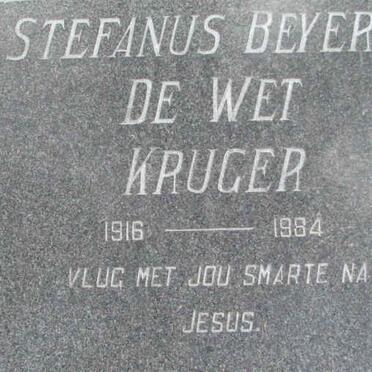 STEFANUS BEYER
DE WET
KRUGER
1916 — 1984
VLUG MET JOU SMARTE NA
JESUS.